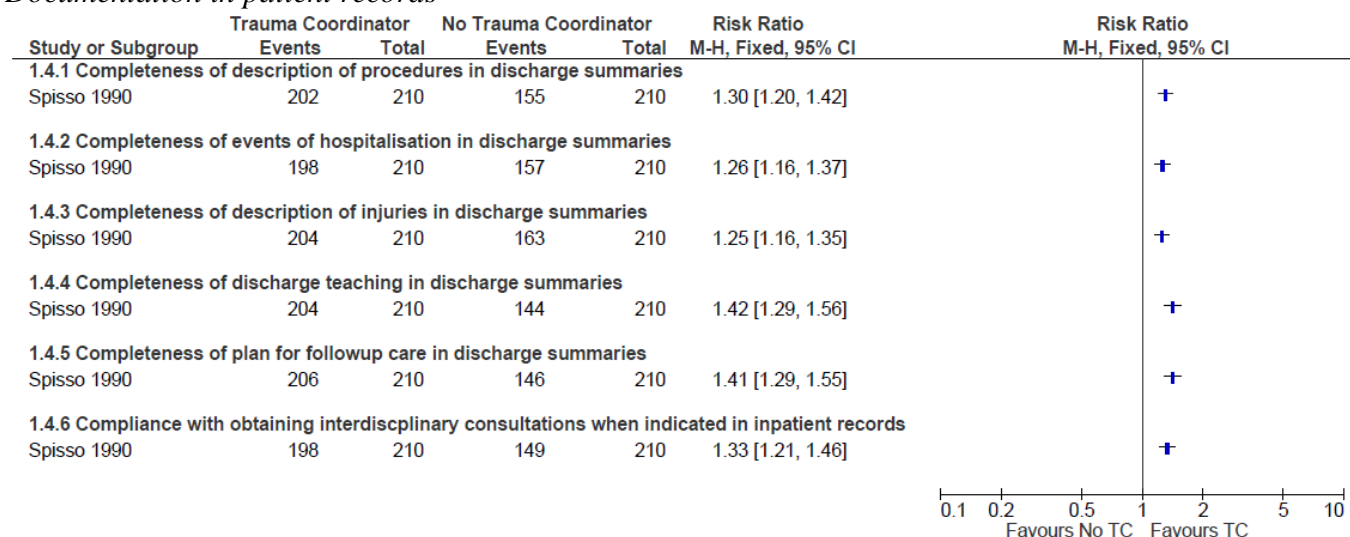 Documentation in patient records
Trauma Coordinator No Trauma Coordinator Risk Ratio Risk Ratio
Study or Subgroup Events Total Events Total M-H, Fixed, 95% CI M-H, Fixed, 95% CI
1.4.1 Completeness of description of procedures in discharge summaries
Spisso 1990 202 210 155 210 1.30 [1.20, 1.42]
1.4.2 Completeness of events of hospitalisation in discharge summaries
Spisso 1990 198 210 157 210 1.26 [1.16, 1.37]
1.4.3 Completeness of description of injuries in discharge summaries
Spisso 1990 204 210 163 210 1.25 [1.16, 1.35]
1.4.4 Completeness of discharge teaching in discharge summaries
Spisso 1990 204 210 144 210 1.42 [1.29, 1.56]
1.4.5 Completeness of plan for followup care in discharge summaries
Spisso 1990 206 210 146 210 1.41 [1.29, 1.55]
1.4.6 Compliance with obtaining interdiscplinary consultations when indicated in inpatient records
Spisso 1990 198 210 149 210 1.33 [1.21, 1.46]
0.1 0.2 0.5 1 2 5 10
Favours No TC Favours TC